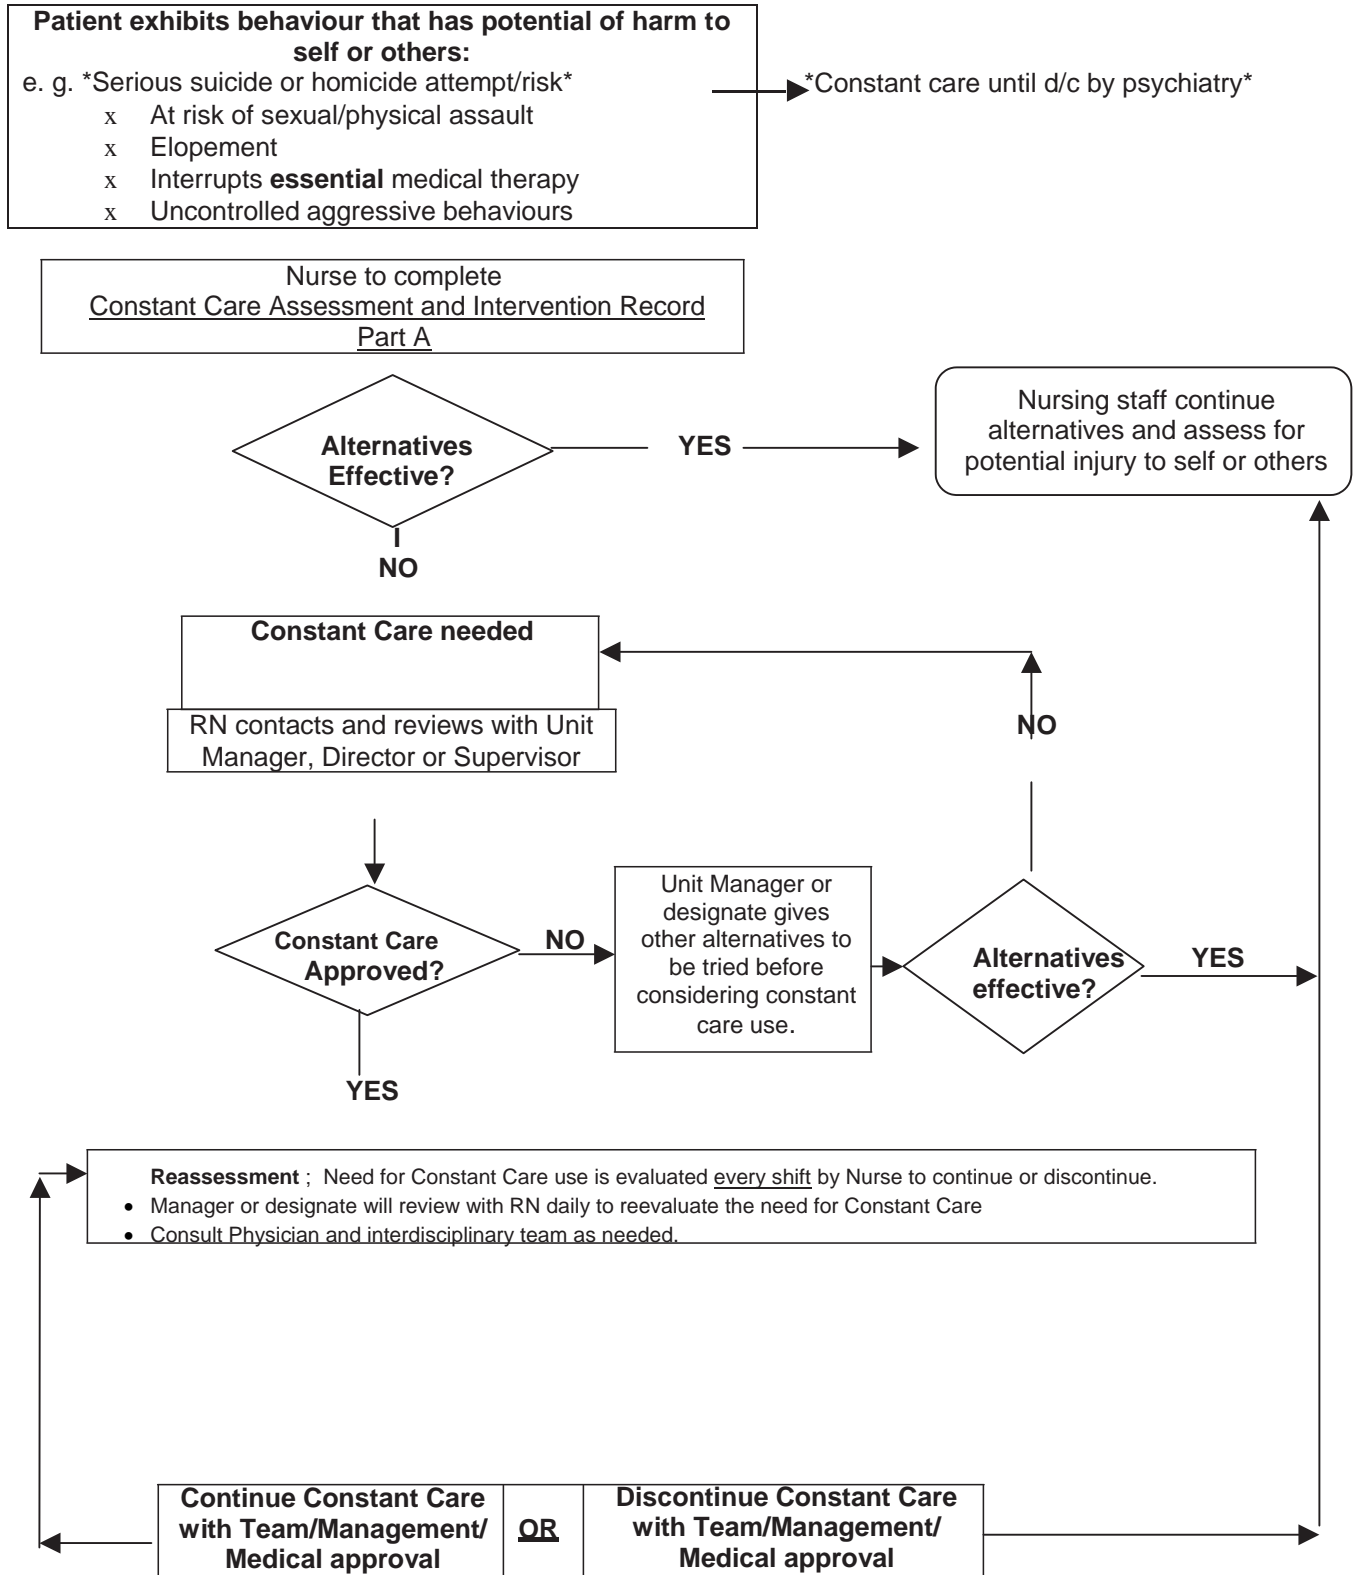 Patient exhibits behaviour that has potential of harm to
self or others:
e. g. *Serious suicide or homicide attempt/risk*
x At risk of sexual/physical assault
x Elopement
x Interrupts essential medical therapy
x Uncontrolled aggressive behaviours
*Constant care until d/c by psychiatry*
Nurse to complete
Constant Care Assessment and Intervention Record
Part A
Alternatives
Effective?
YES
Nursing staff continue
alternatives and assess for
potential injury to self or others
I
NO
Constant Care needed
RN contacts and reviews with Unit
Manager, Director or Supervisor
NO
Constant Care
Approved?
NO
Unit Manager or
designate gives
other alternatives to
be tried before
considering constant
care use.
Alternatives
effective?
YES
YES
Reassessment ; Need for Constant Care use is evaluated every shift by Nurse to continue or discontinue.
• Manager or designate will review with RN daily to reevaluate the need for Constant Care
• Consult Physician and interdisciplinary team as needed.
Continue Constant Care
with Team/Management/
Medical approval
OR
Discontinue Constant Care
with Team/Management/
Medical approval